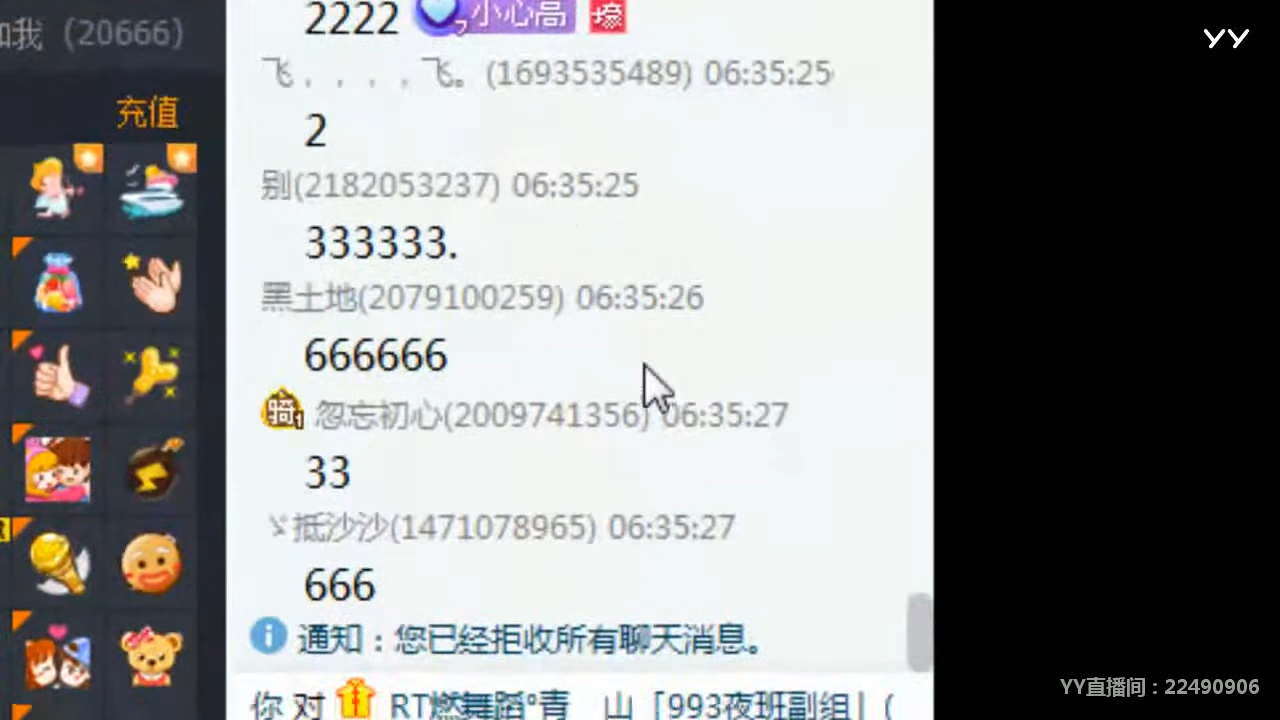 2222 小心高 壕
加我 (20666)
YY
飞....飞。(1693535489) 06:35:25
充值
2
别(2182053237) 06:35:25
333333.
黑土地(2079100259) 06:35:26
666666
骑1 忽忘初心(2009741356) 06:35:27
33
ゞ抵沙沙(1471078965) 06:35:27
666
通知：您已经拒收所有聊天消息。
你 对 RT燃舞蹈°青 山「993夜班副组」(
YY直播间：22490906